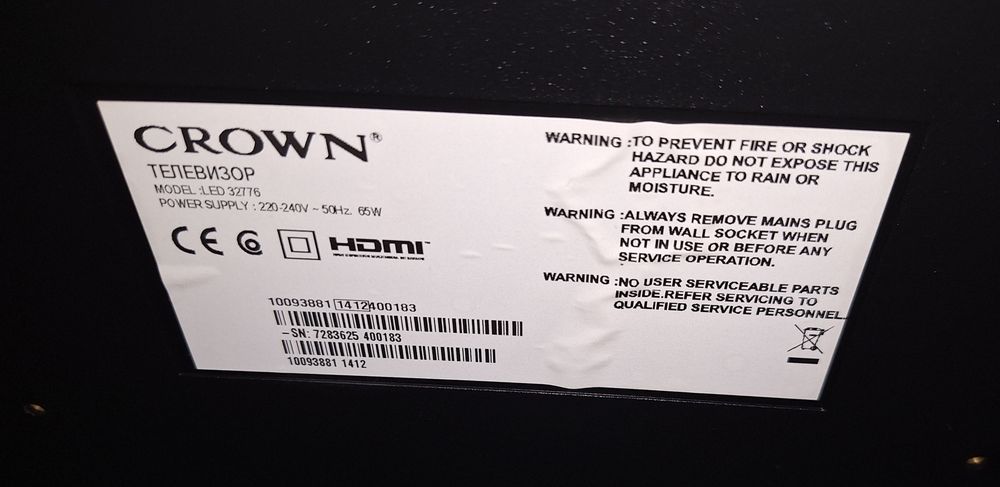 CROWN®
ТЕЛЕВИЗОР
MODEL :LED 32776
POWER SUPPLY : 220-240V ~ 50Hz. 65W
CE
HDMI™
10093881 1412400183
SN: 7283625 400183
10093881 1412
WARNING :TO PREVENT FIRE OR SHOCK
HAZARD DO NOT EXPOSE THIS
APPLIANCE TO RAIN OR
MOISTURE.
WARNING :ALWAYS REMOVE MAINS PLUG
FROM WALL SOCKET WHEN
NOT IN USE OR BEFORE ANY
SERVICE OPERATION.
WARNING :NO USER SERVICEABLE PARTS
INSIDE.REFER SERVICING TO
QUALIFIED SERVICE PERSONNEL.